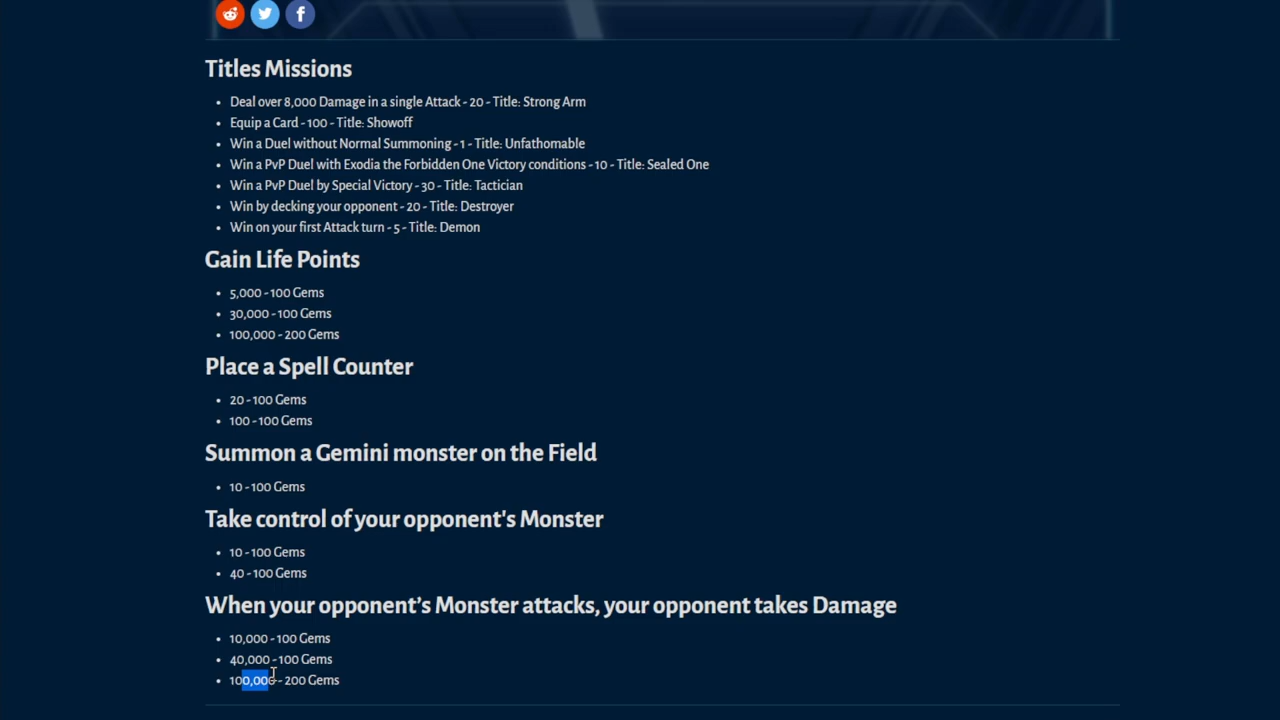 Titles Missions
Deal over 8,000 Damage in a single Attack - 20 - Title: Strong Arm
Equip a Card - 100 - Title: Showoff
Win a Duel without Normal Summoning - 1 - Title: Unfathomable
Win a PvP Duel with Exodia the Forbidden One Victory conditions - 10 - Title: Sealed One
Win a PvP Duel by Special Victory - 30 - Title: Tactician
Win by decking your opponent - 20 - Title: Destroyer
Win on your first Attack turn - 5 - Title: Demon
Gain Life Points
5,000 - 100 Gems
30,000 - 100 Gems
100,000 - 200 Gems
Place a Spell Counter
20 - 100 Gems
100 - 100 Gems
Summon a Gemini monster on the Field
10 - 100 Gems
Take control of your opponent's Monster
10 - 100 Gems
40 - 100 Gems
When your opponent’s Monster attacks, your opponent takes Damage
10,000 - 100 Gems
40,000 - 100 Gems
100,000 - 200 Gems